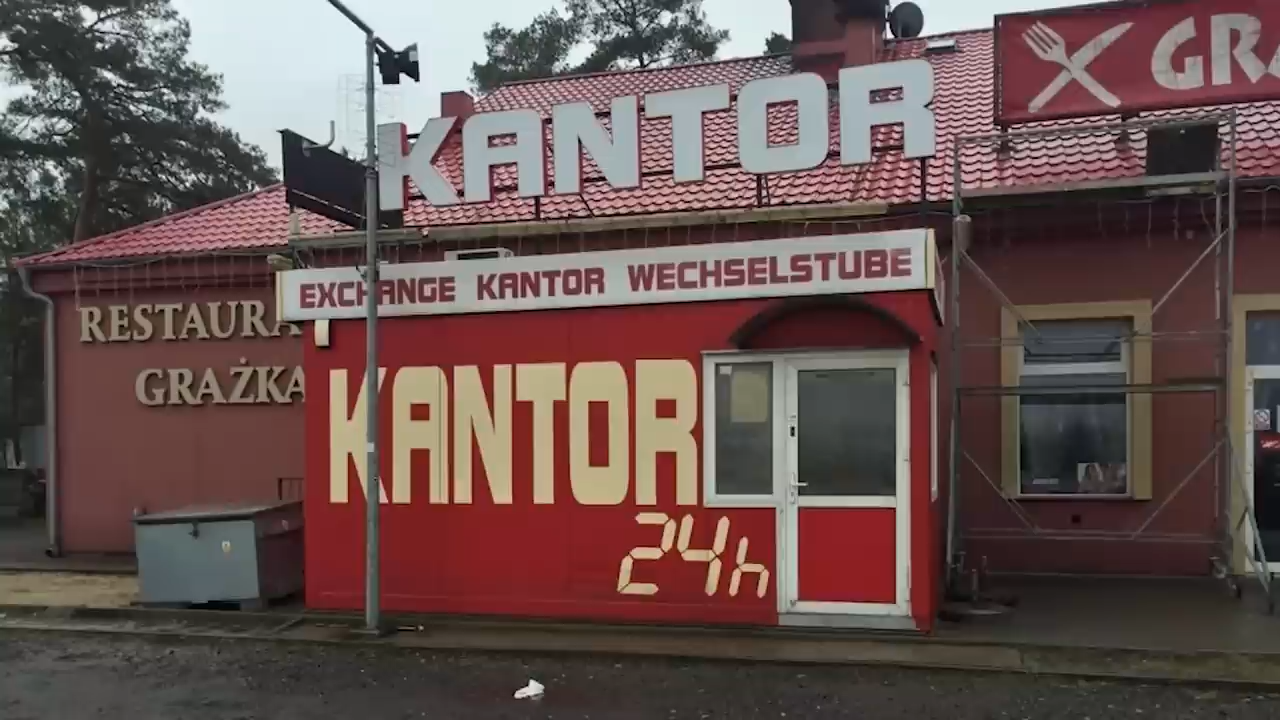 KANTOR
EXCHANGE KANTOR WECHSELSTUBE
RESTAURA
GRAŻKA
KANTOR
24h
GRA